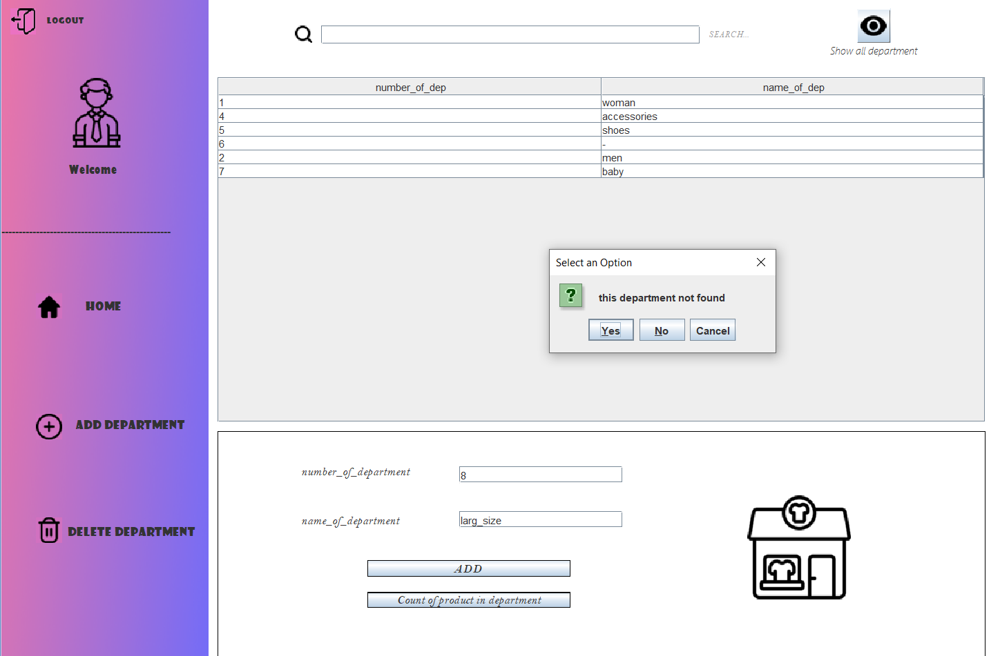 LOGOUT
Welcome
------------------------------------------------
HOME
ADD DEPARTMENT
DELETE DEPARTMENT
SEARCH...
Show all department
number_of_dep name_of_dep
1 woman
4 accessories
5 shoes
6 -
2 men
7 baby
Select an Option
? this department not found
Yes No Cancel
number_of_department 8
name_of_department larg_size
ADD
Count of product in department